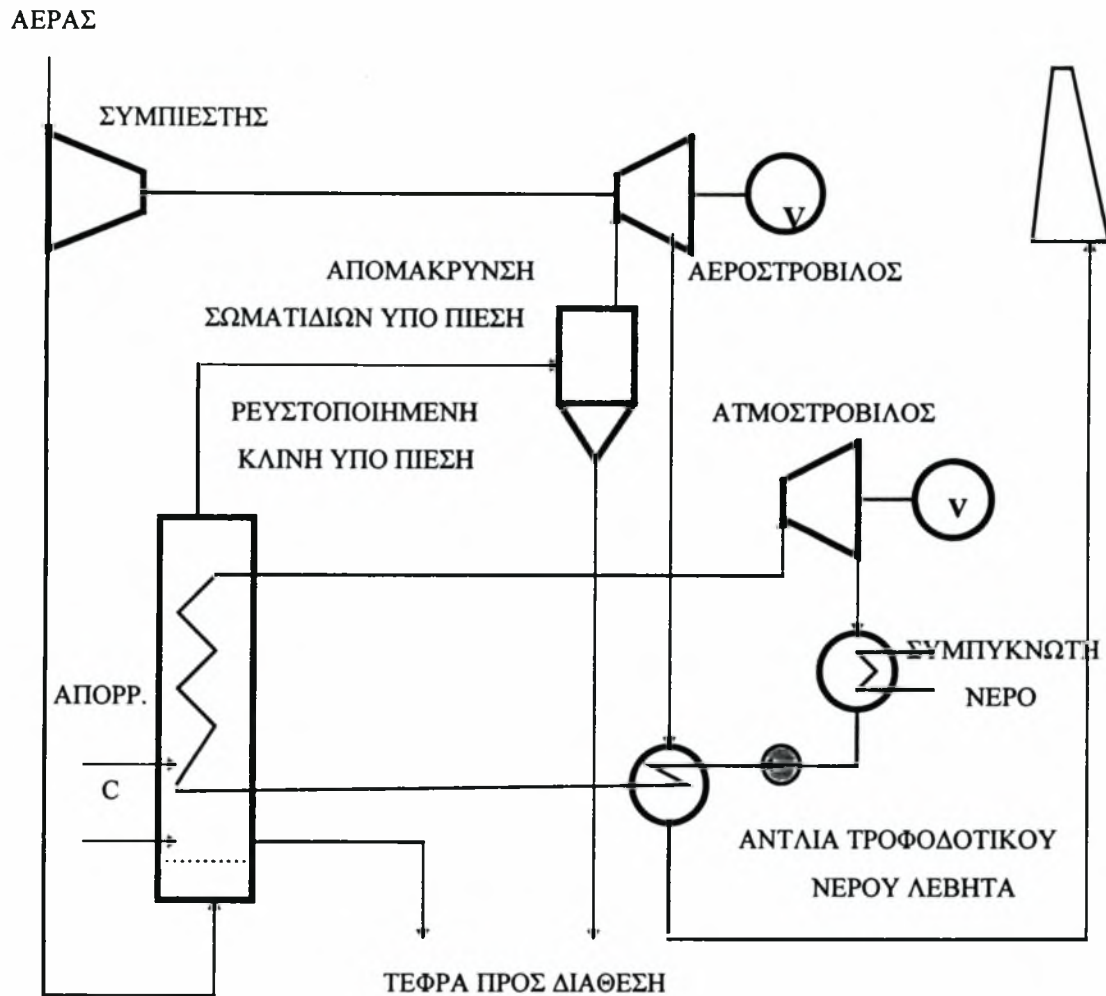 ΑΕΡΑΣ
ΣΥΜΠΙΕΣΤΗΣ
V
ΑΠΟΜΑΚΡΥΝΣΗ
ΣΩΜΑΤΙΔΙΩΝ ΥΠΟ ΠΙΕΣΗ
ΑΕΡΟΣΤΡΟΒΙΛΟΣ
ΡΕΥΣΤΟΠΟΙΗΜΕΝΗ
ΚΛΙΝΗ ΥΠΟ ΠΙΕΣΗ
ΑΤΜΟΣΤΡΟΒΙΛΟΣ
V
ΣΥΜΠΥΚΝΩΤΗ
ΝΕΡΟ
ΑΠΟΡΡ.
C
ΑΝΤΛΙΑ ΤΡΟΦΟΔΟΤΙΚΟΥ
ΝΕΡΟΥ ΛΕΒΗΤΑ
ΤΕΦΡΑ ΠΡΟΣ ΔΙΑΘΕΣΗ